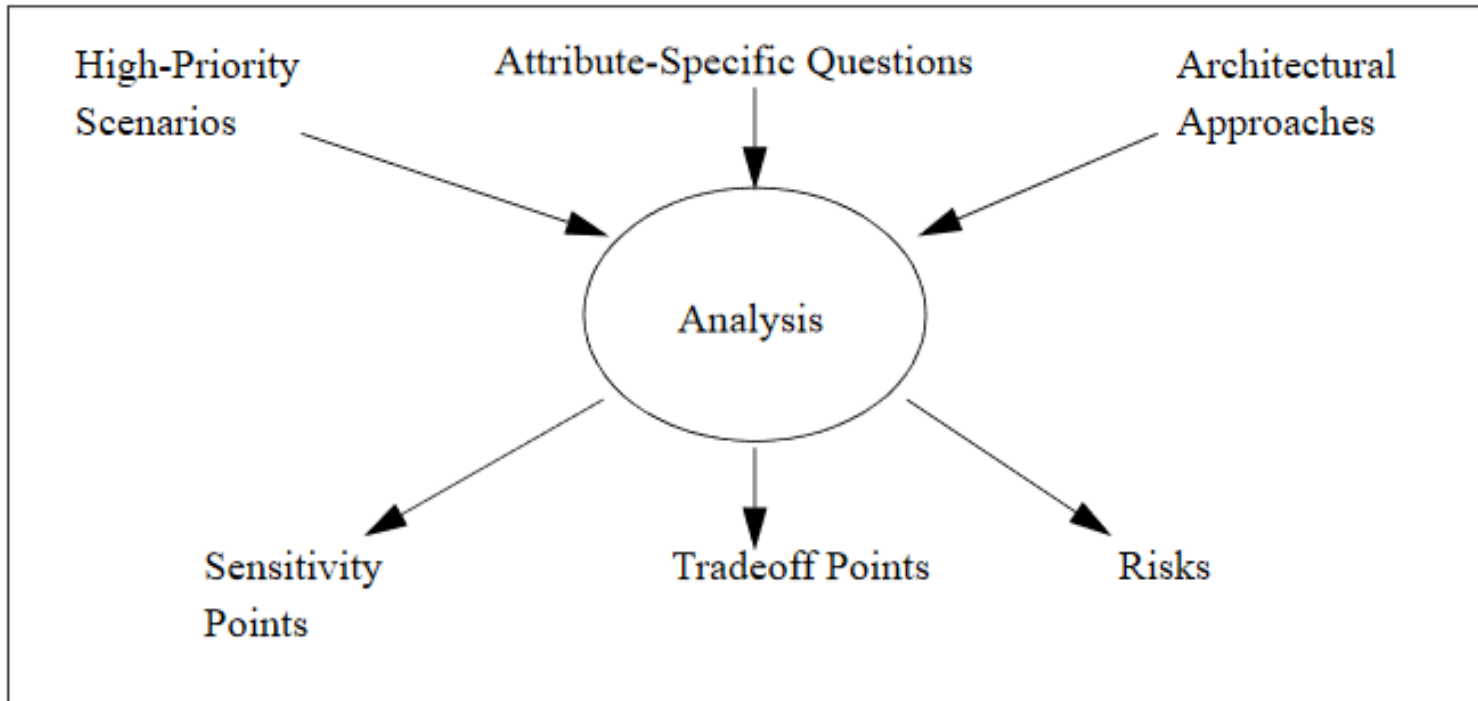 High-Priority
Scenarios
Attribute-Specific Questions
Architectural
Approaches
Analysis
Sensitivity
Points
Tradeoff Points
Risks